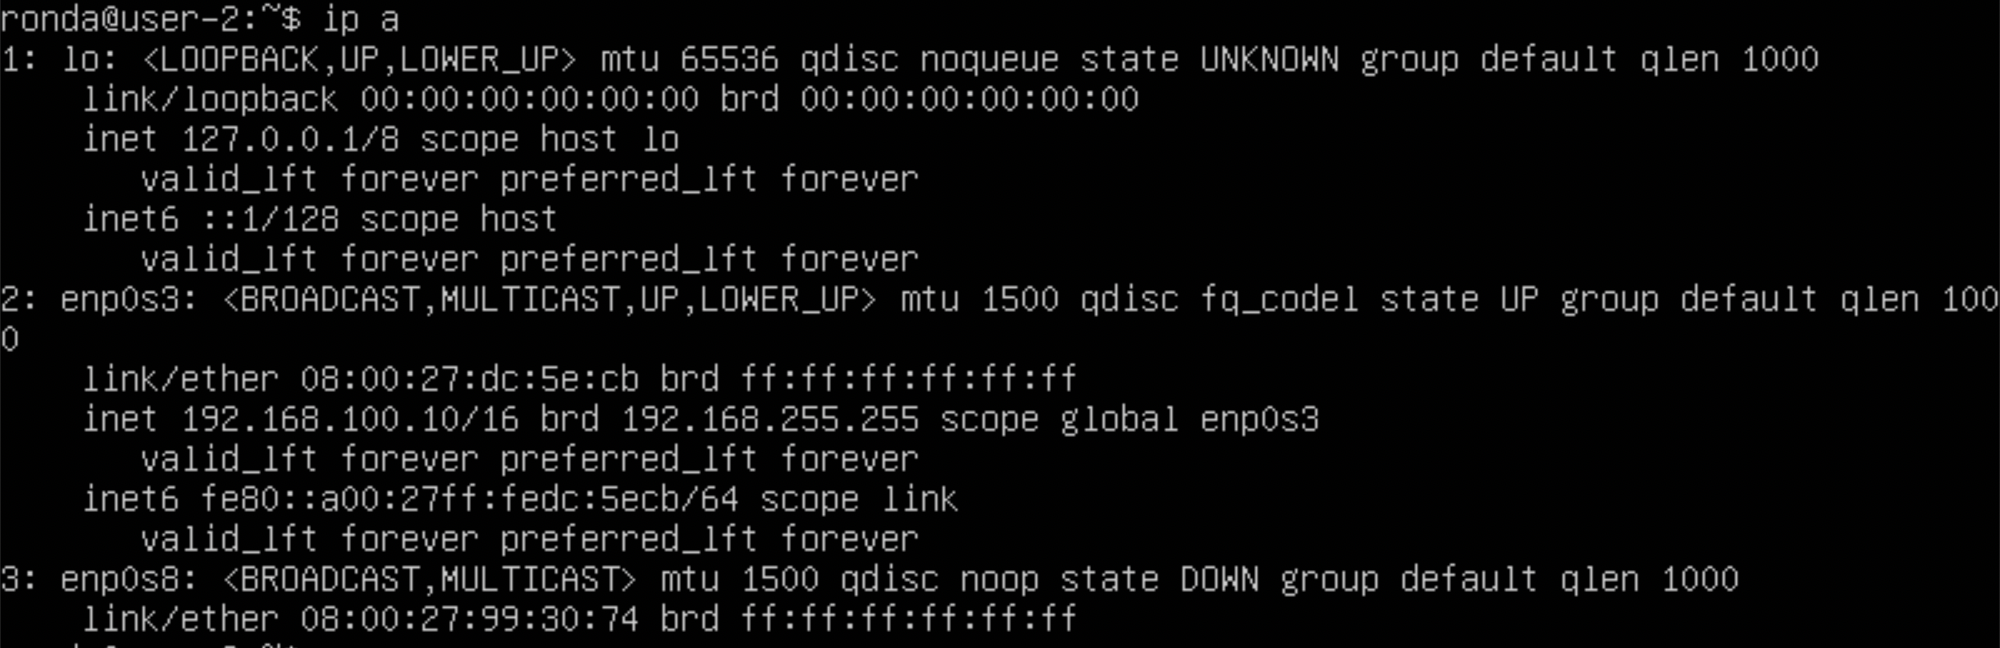 ronda@user-2:~$ ip a
1: lo: <LOOPBACK,UP,LOWER_UP> mtu 65536 qdisc noqueue state UNKNOWN group default qlen 1000
    link/loopback 00:00:00:00:00:00 brd 00:00:00:00:00:00
    inet 127.0.0.1/8 scope host lo
       valid_lft forever preferred_lft forever
    inet6 ::1/128 scope host
       valid_lft forever preferred_lft forever
2: enp0s3: <BROADCAST,MULTICAST,UP,LOWER_UP> mtu 1500 qdisc fq_codel state UP group default qlen 100
0
    link/ether 08:00:27:dc:5e:cb brd ff:ff:ff:ff:ff:ff
    inet 192.168.100.10/16 brd 192.168.255.255 scope global enp0s3
       valid_lft forever preferred_lft forever
    inet6 fe80::a00:27ff:fedc:5ecb/64 scope link
       valid_lft forever preferred_lft forever
3: enp0s8: <BROADCAST,MULTICAST> mtu 1500 qdisc noop state DOWN group default qlen 1000
    link/ether 08:00:27:99:30:74 brd ff:ff:ff:ff:ff:ff